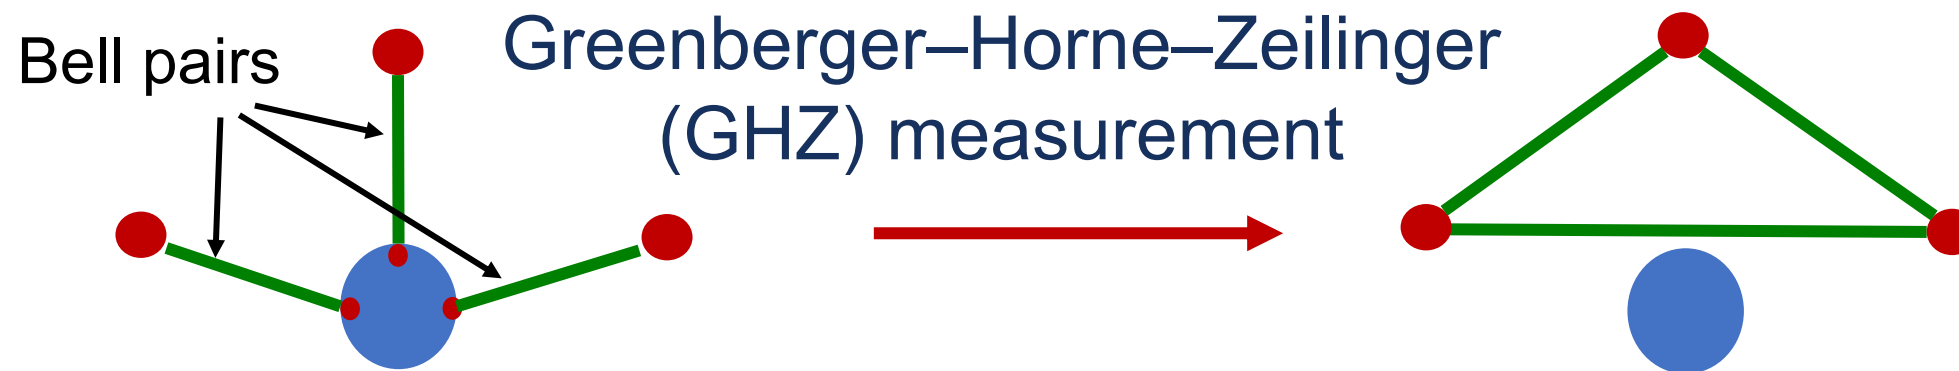 Bell pairs
Greenberger–Horne–Zeilinger
(GHZ) measurement